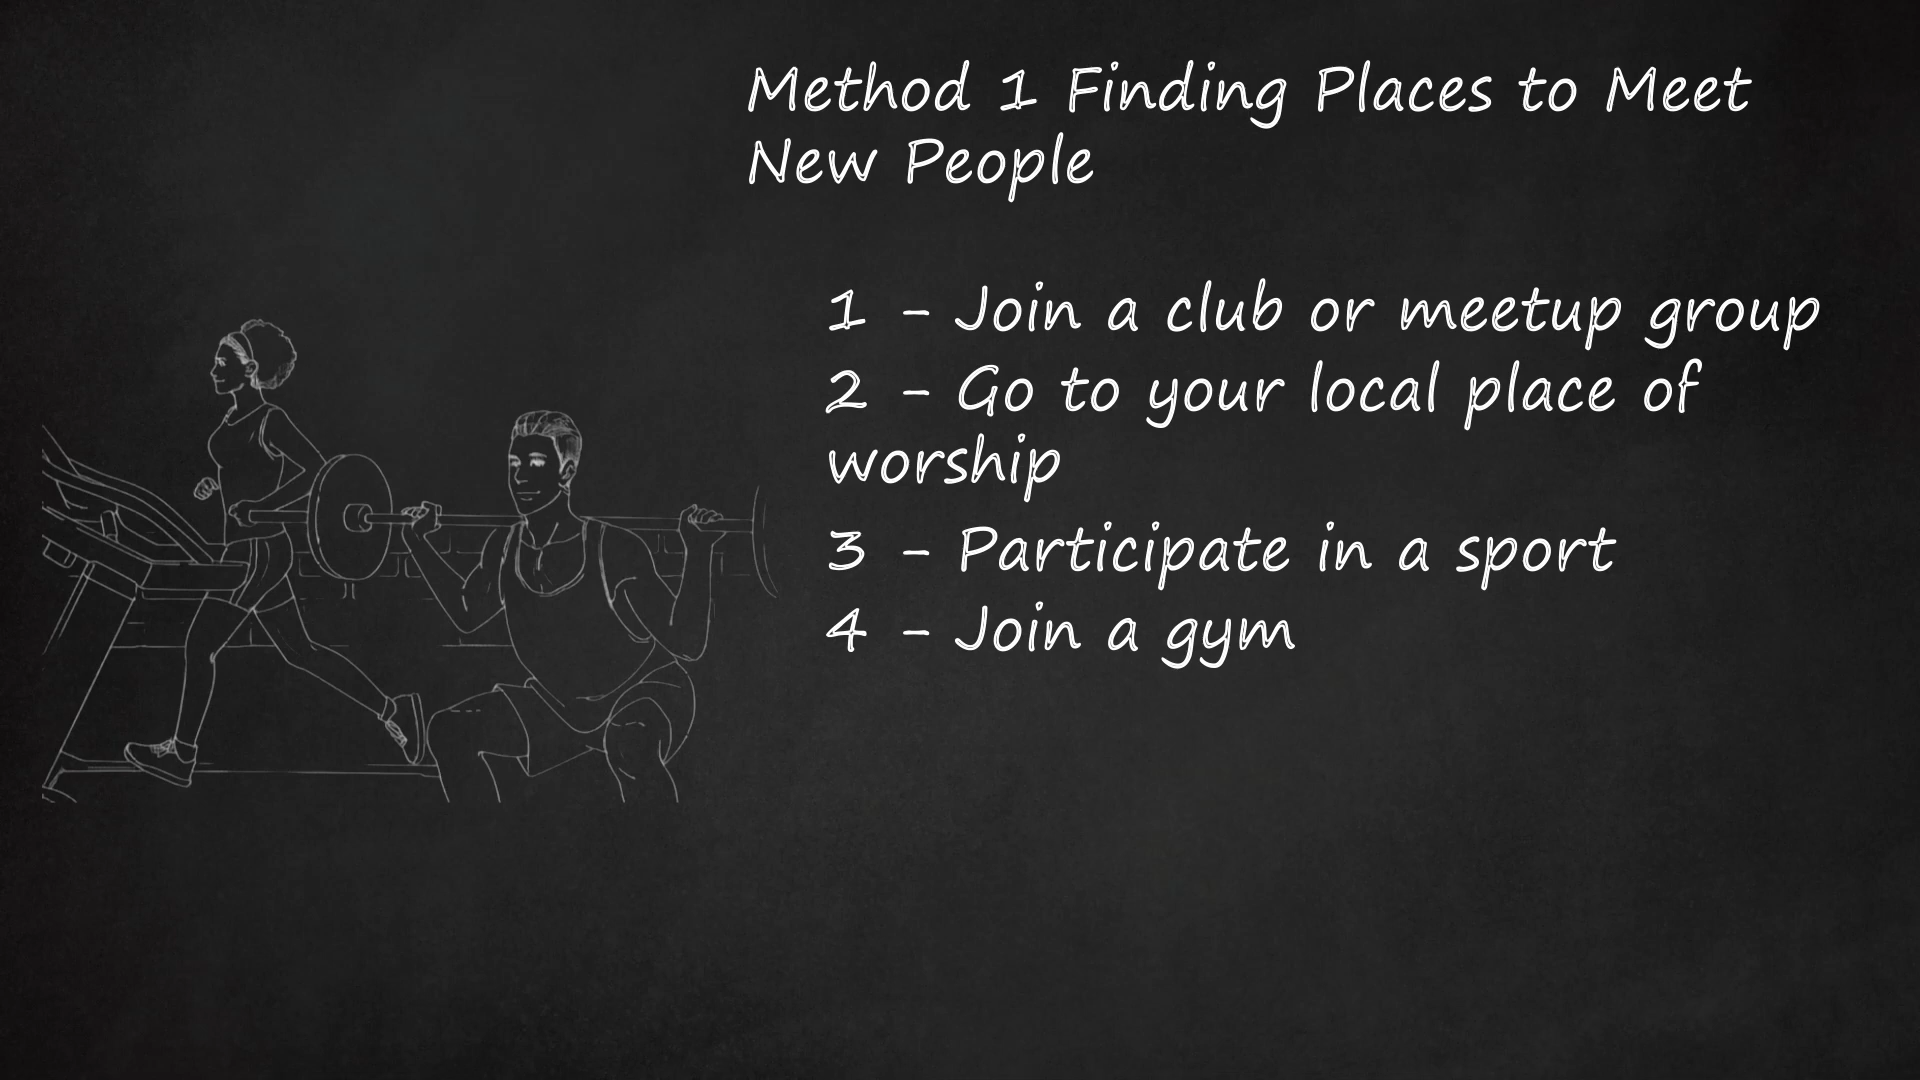 Method 1 Finding Places to Meet
New People
1 - Join a club or meetup group
2 - Go to your local place of
worship
3 - Participate in a sport
4 - Join a gym